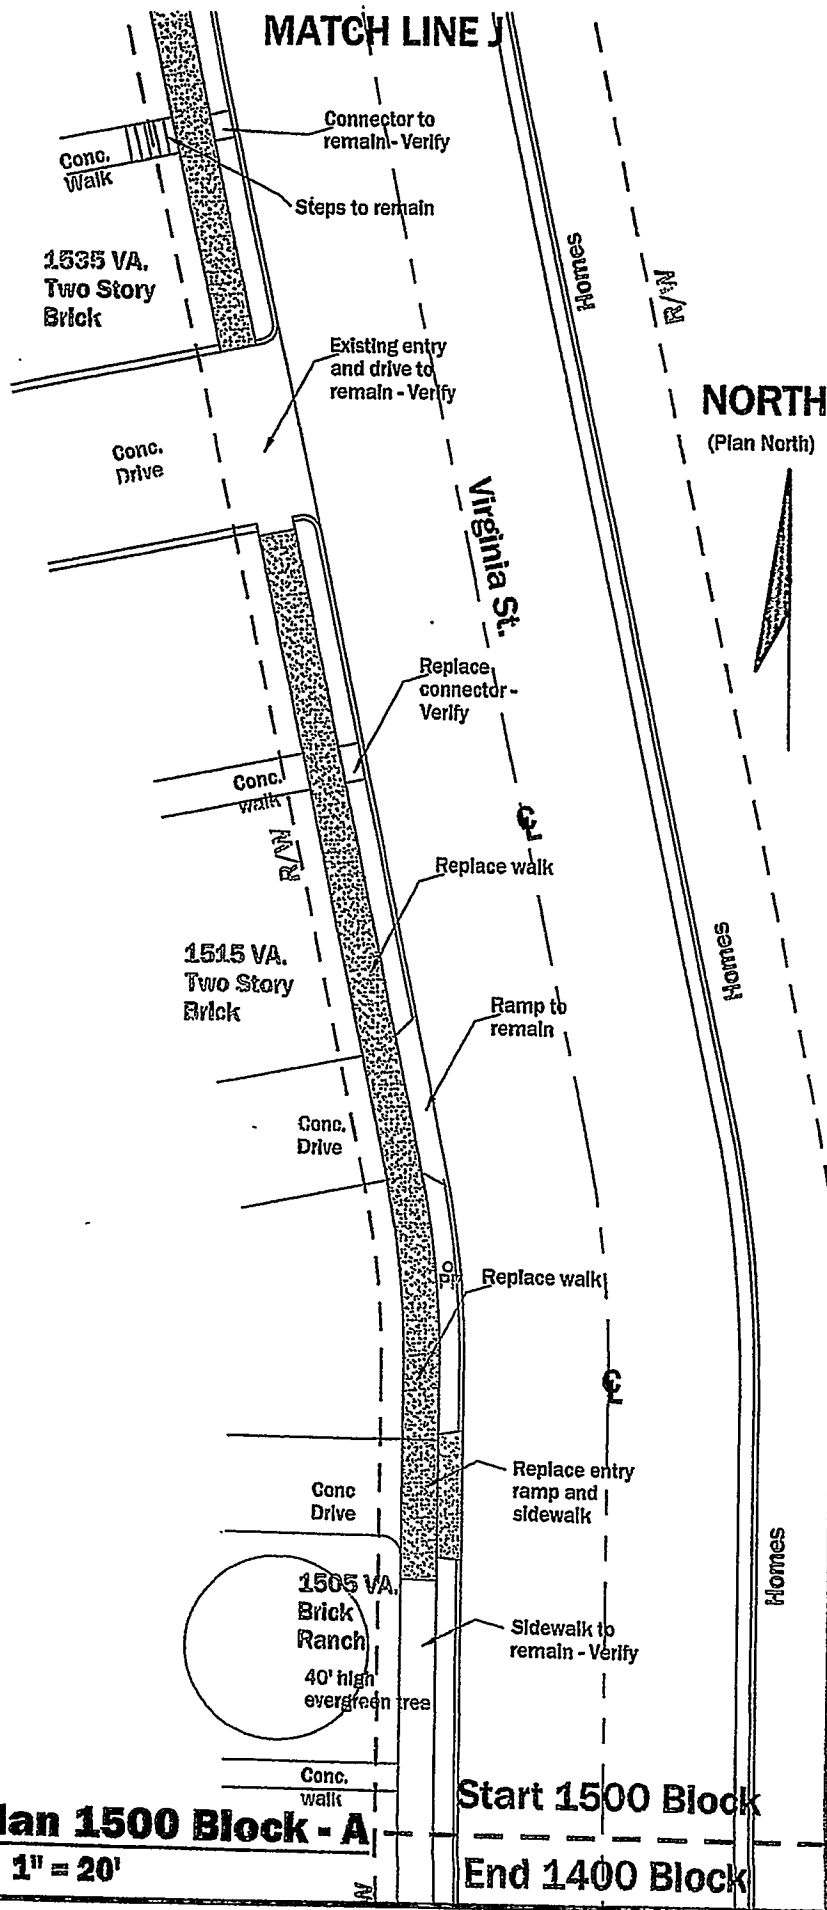 MATCH LINE J
Connector to
remain - Verify
Conc.
Walk
Steps to remain
1535 VA.
Two Story
Brick
Homes
R/W
Existing entry
and drive to
remain - Verify
NORTH
(Plan North)
Conc.
Drive
Virginia St.
Replace
connector -
Verify
Conc.
walk
CL
R/W
Replace walk
1515 VA.
Two Story
Brick
Homes
Ramp to
remain
Conc.
Drive
PP
Replace walk
CL
Replace entry
ramp and
sidewalk
Conc
Drive
Homes
1505 VA.
Brick
Ranch
Sidewalk to
remain - Verify
40' high
evergreen tree
Conc.
walk
Start 1500 Block
lan 1500 Block - A
1" = 20'
End 1400 Block
W